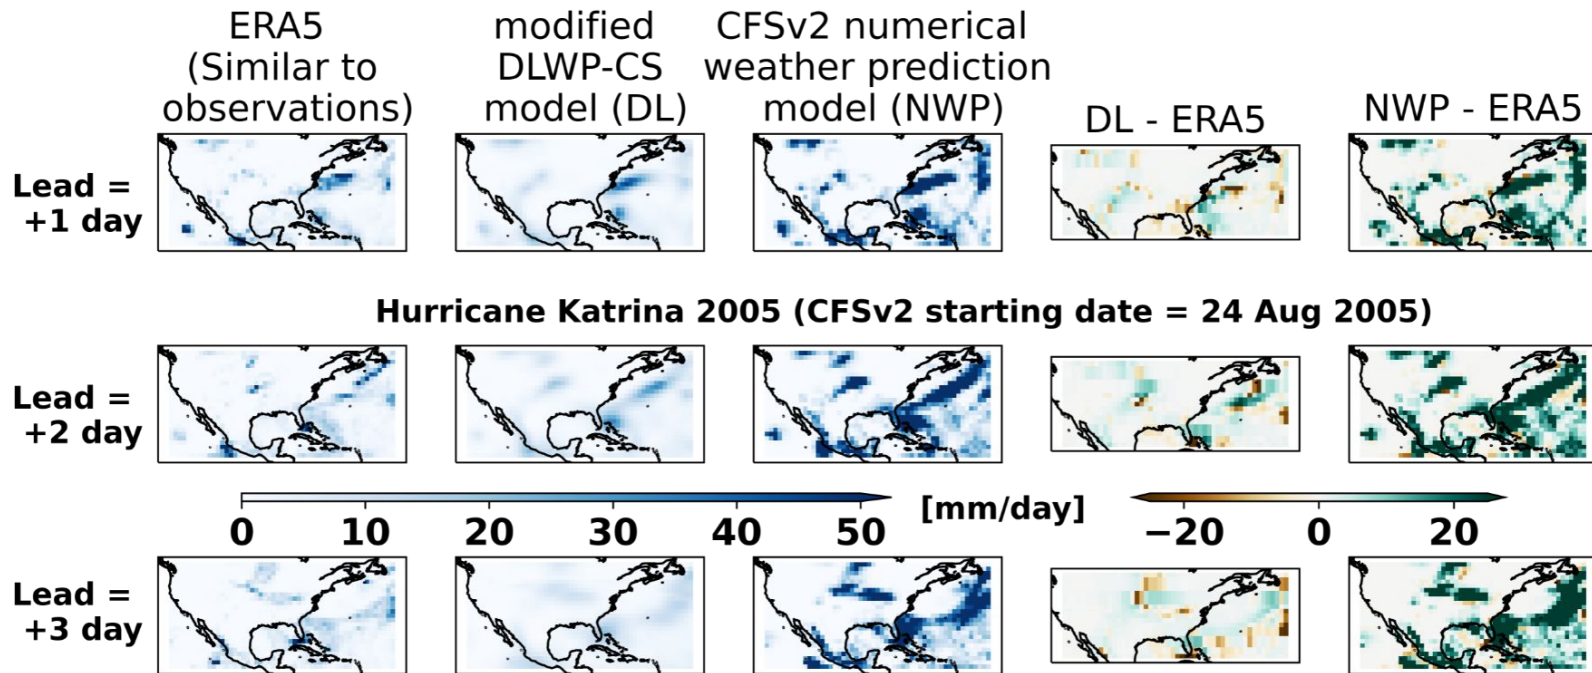 ERA5
(Similar to
observations)
modified
DLWP-CS
model (DL)
CFSv2 numerical
weather prediction
model (NWP)
DL - ERA5
NWP - ERA5
Lead =
+1 day
Hurricane Katrina 2005 (CFSv2 starting date = 24 Aug 2005)
Lead =
+2 day
0 10 20 30 40 50
[mm/day]
−20 0 20
Lead =
+3 day